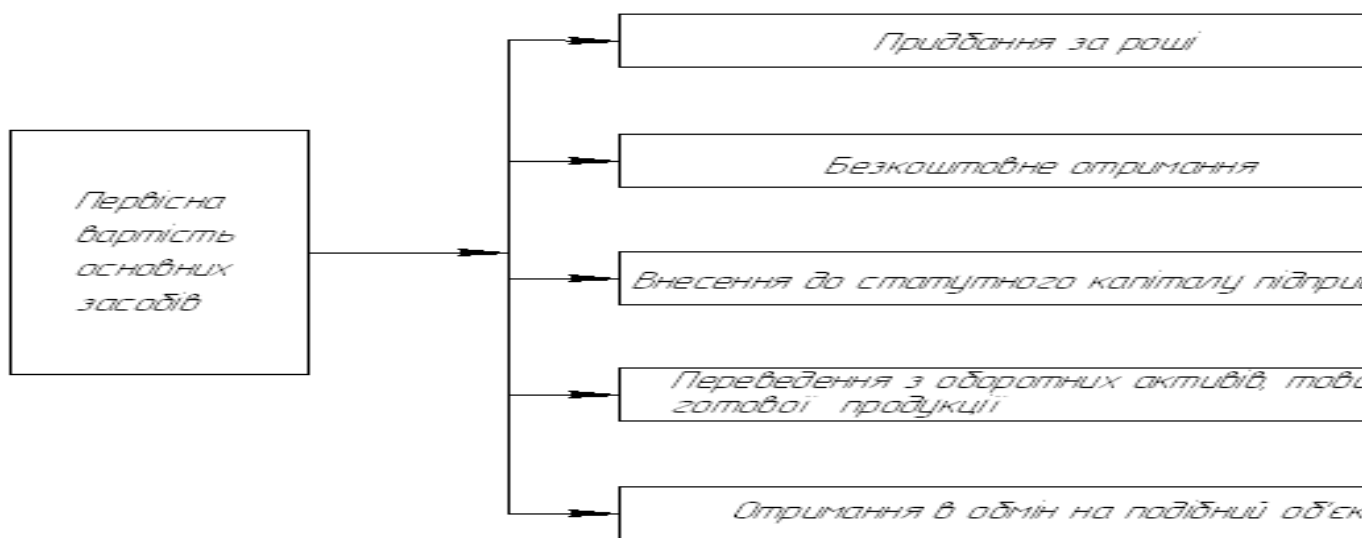 Первісна
вартість
основних
засобів
Придбання за роші
Безкоштовне отримання
Внесення до статутного капіталу
Переведення з оборотних активів,
готової продукції
Отримання в обмін на подібний